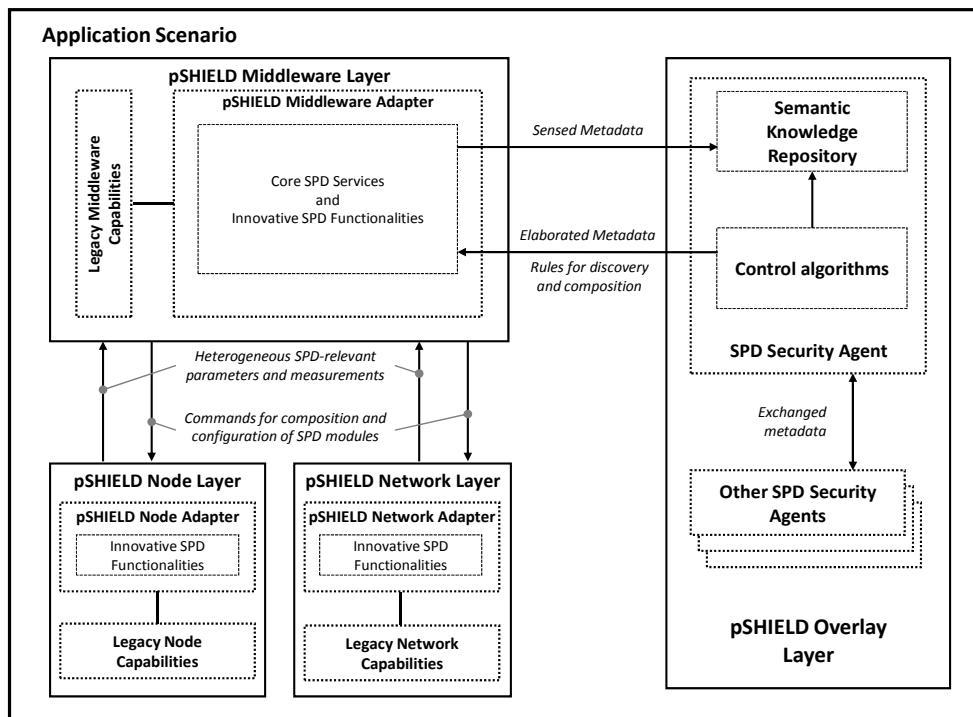 Application Scenario
pSHIELD Middleware Layer
pSHIELD Middleware Adapter
Legacy Middleware
Capabilities
Core SPD Services
and
Innovative SPD Functionalities
Sensed Metadata
Elaborated Metadata
Rules for discovery
and composition
Semantic
Knowledge
Repository
Control algorithms
SPD Security Agent
Heterogeneous SPD-relevant
parameters and measurements
Commands for composition and
configuration of SPD modules
Exchanged
metadata
pSHIELD Node Layer
pSHIELD Node Adapter
Innovative SPD
Functionalities
Legacy Node
Capabilities
pSHIELD Network Layer
pSHIELD Network Adapter
Innovative SPD
Functionalities
Legacy Network
Capabilities
Other SPD Security
Agents
pSHIELD Overlay
Layer